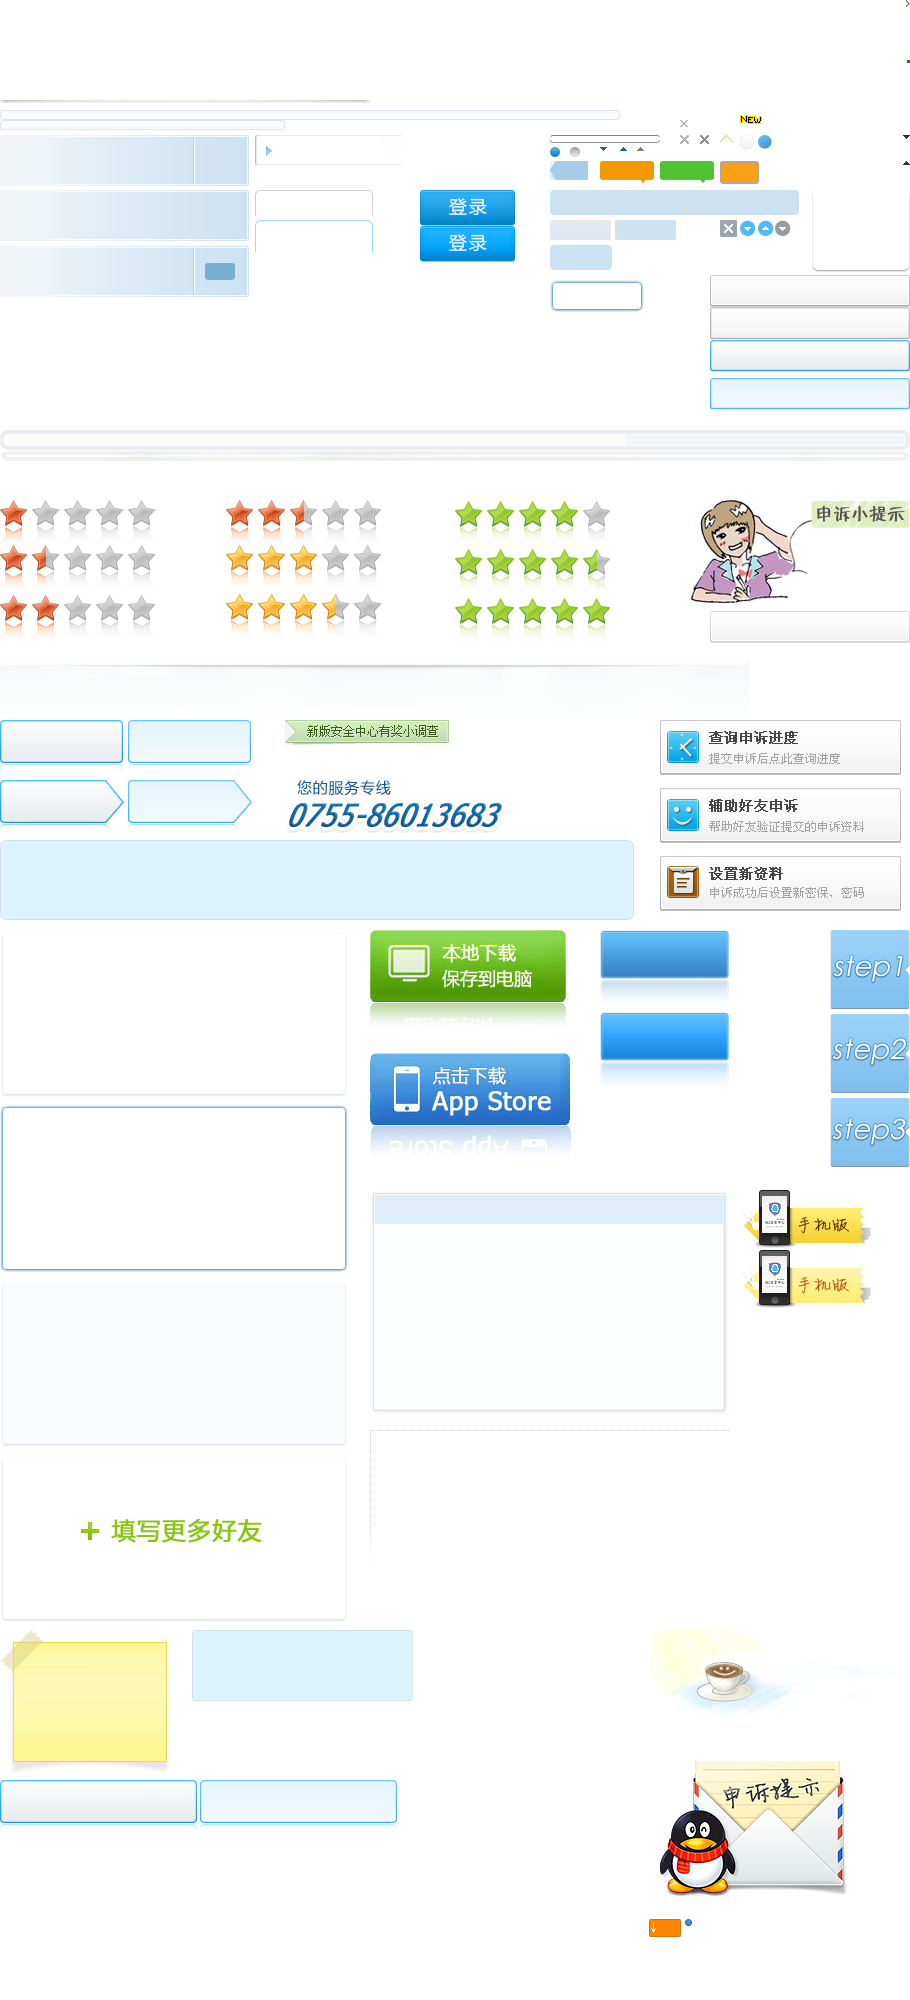 NEW
登录
登录
申诉小提示
新版安全中心有奖小调查
您的服务专线
0755-86013683
查询申诉进度
提交申诉后点此查询进度
辅助好友申诉
帮助好友验证提交的申诉资料
设置新资料
申诉成功后设置新密保、密码
本地下载
保存到电脑
点击下载
App Store
step1
step2
step3
手机版
手机版
+ 填写更多好友
申诉提示